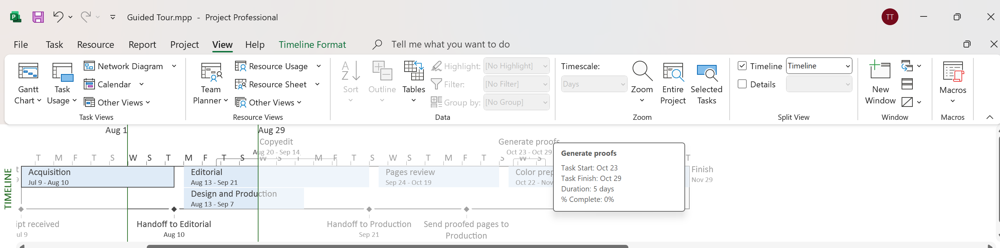 Guided Tour.mpp - Project Professional
TT
File Task Resource Report Project View Help Timeline Format Tell me what you want to do
Gantt Chart
Task Usage
Network Diagram
Calendar
Other Views
Task Views
Team Planner
Resource Usage
Resource Sheet
Other Views
Resource Views
Sort
Outline
Tables
Highlight: [No Highlight]
Filter: [No Filter]
Group by: [No Group]
Data
Timescale:
Days
Zoom
Entire Project
Selected Tasks
Zoom
Timeline Timeline
Details
Split View
New Window
Window
Macros
Macros
Aug 1
Aug 29
Copyedit
Aug 20 - Sep 14
Generate proofs
Oct 23 - Oct 29
T M F T S W S T M F T S W S T M F T S W S T M F T S W S T
TIMELINE
Acquisition
Jul 9 - Aug 10
Editorial
Aug 13 - Sep 21
Design and Production
Aug 13 - Sep 7
Pages review
Sep 24 - Oct 19
Color prep
Oct 22 - Nov
Generate proofs
Task Start: Oct 23
Task Finish: Oct 29
Duration: 5 days
% Complete: 0%
Finish
Nov 29
ipt received
ul 9
Handoff to Editorial
Aug 10
Handoff to Production
Sep 21
Send proofed pages to
Production